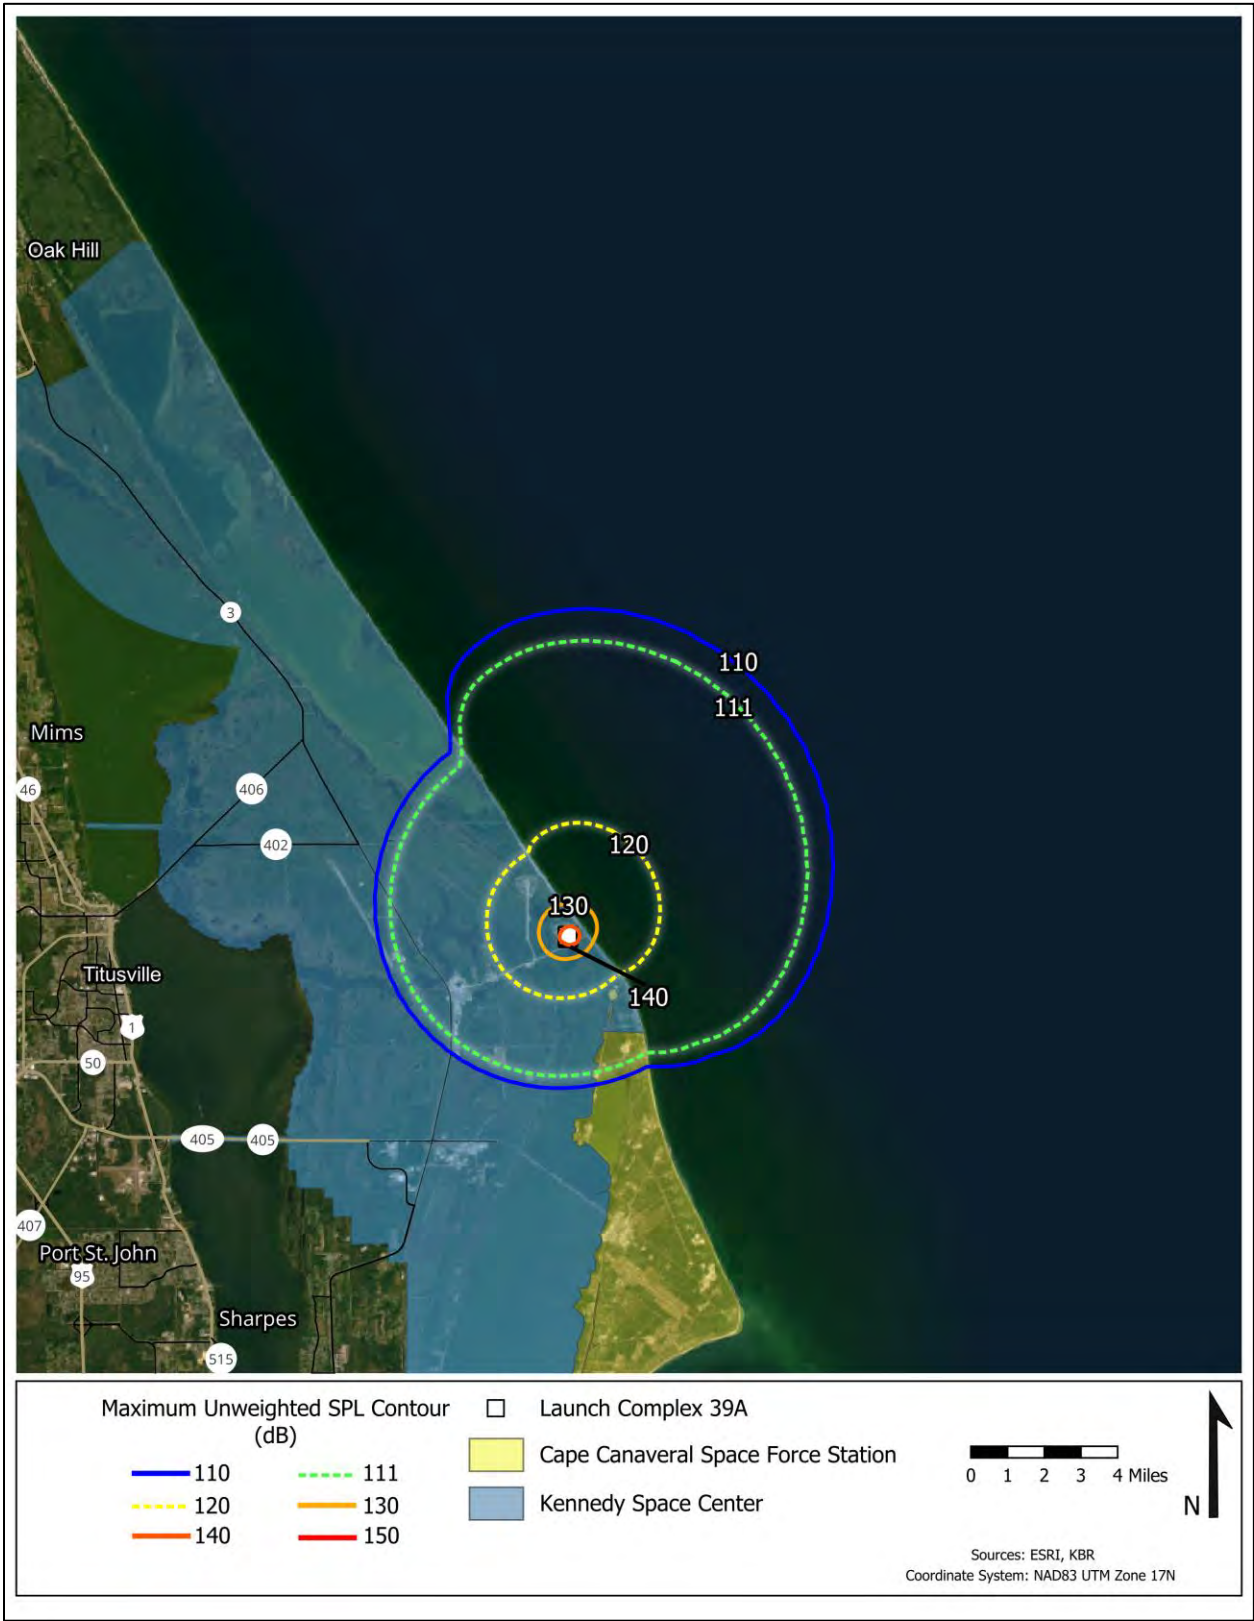 Oak Hill
3
110
111
Mims
46
406
402
120
130
Titusville
140
1
50
405
405
407
Port St. John
95
Sharpes
515
Maximum Unweighted SPL Contour
(dB)
110
111
120
130
140
150
Launch Complex 39A
Cape Canaveral Space Force Station
Kennedy Space Center
0 1 2 3 4 Miles
N
Sources: ESRI, KBR
Coordinate System: NAD83 UTM Zone 17N